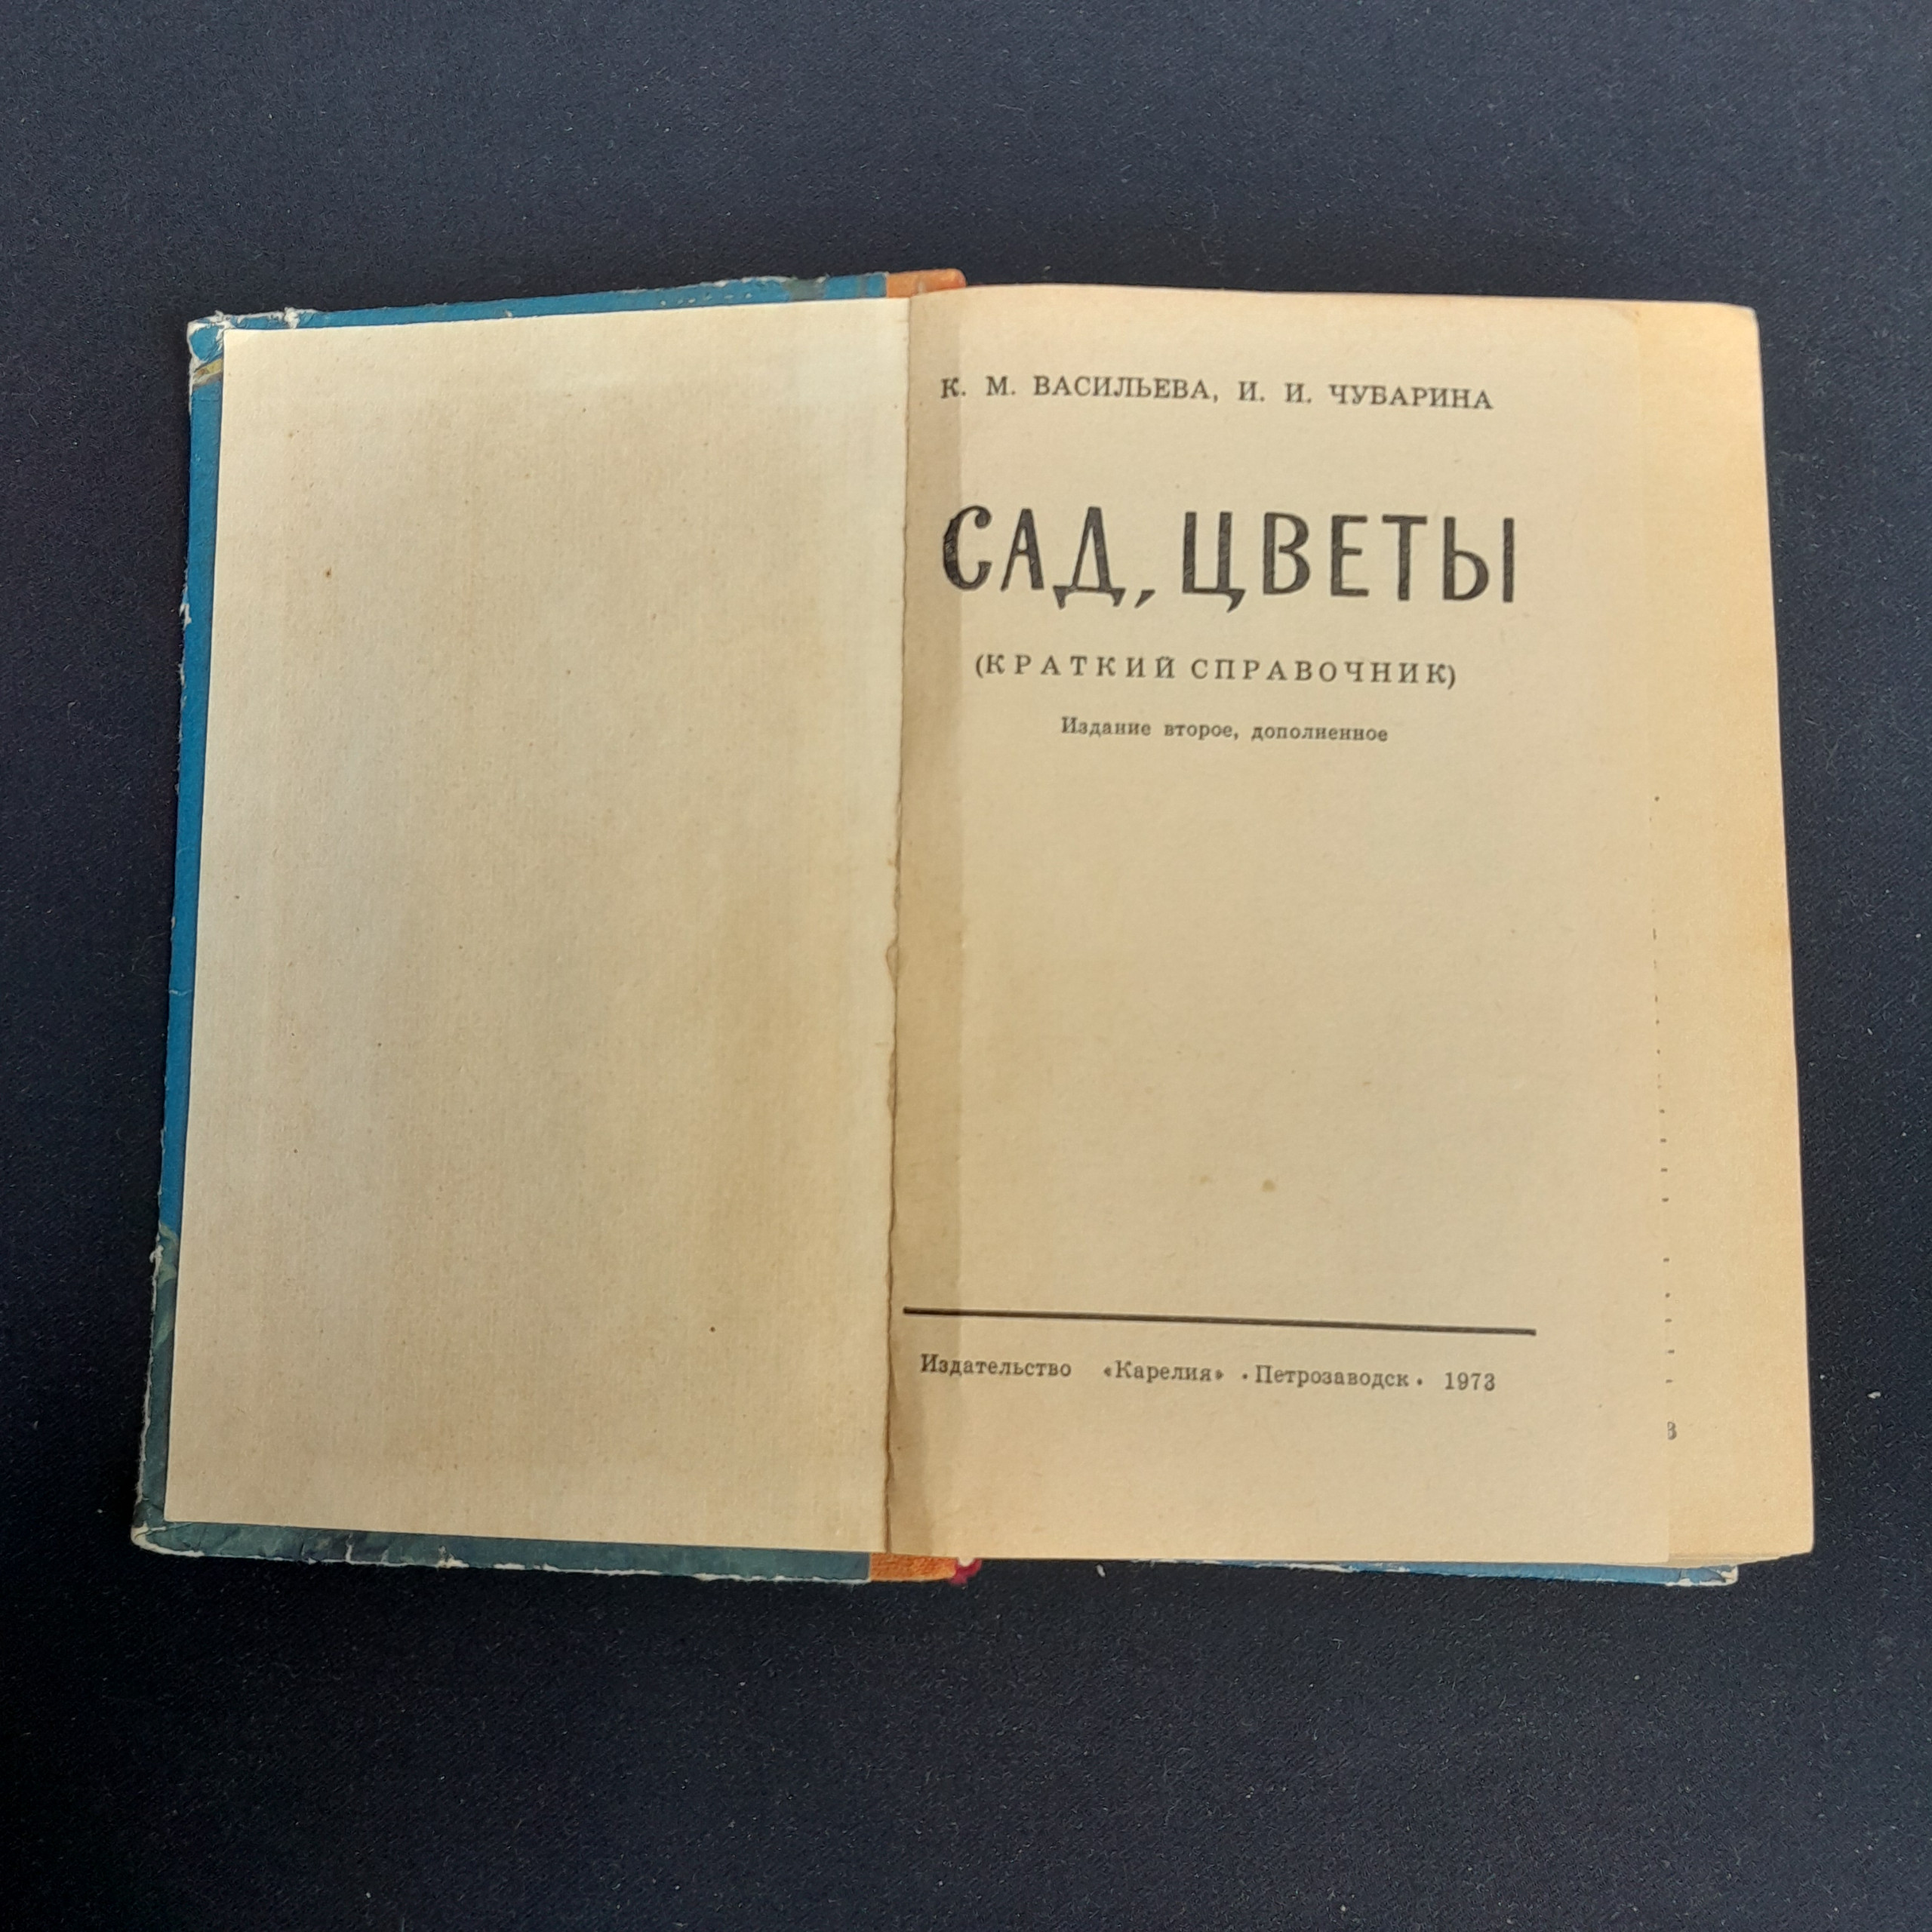 К. М. ВАСИЛЬЕВА, И. И. ЧУБАРИНА
САД, ЦВЕТЫ
(КРАТКИЙ СПРАВОЧНИК)
Издание второе, дополненное
Издательство «Карелия» • Петрозаводск • 1973